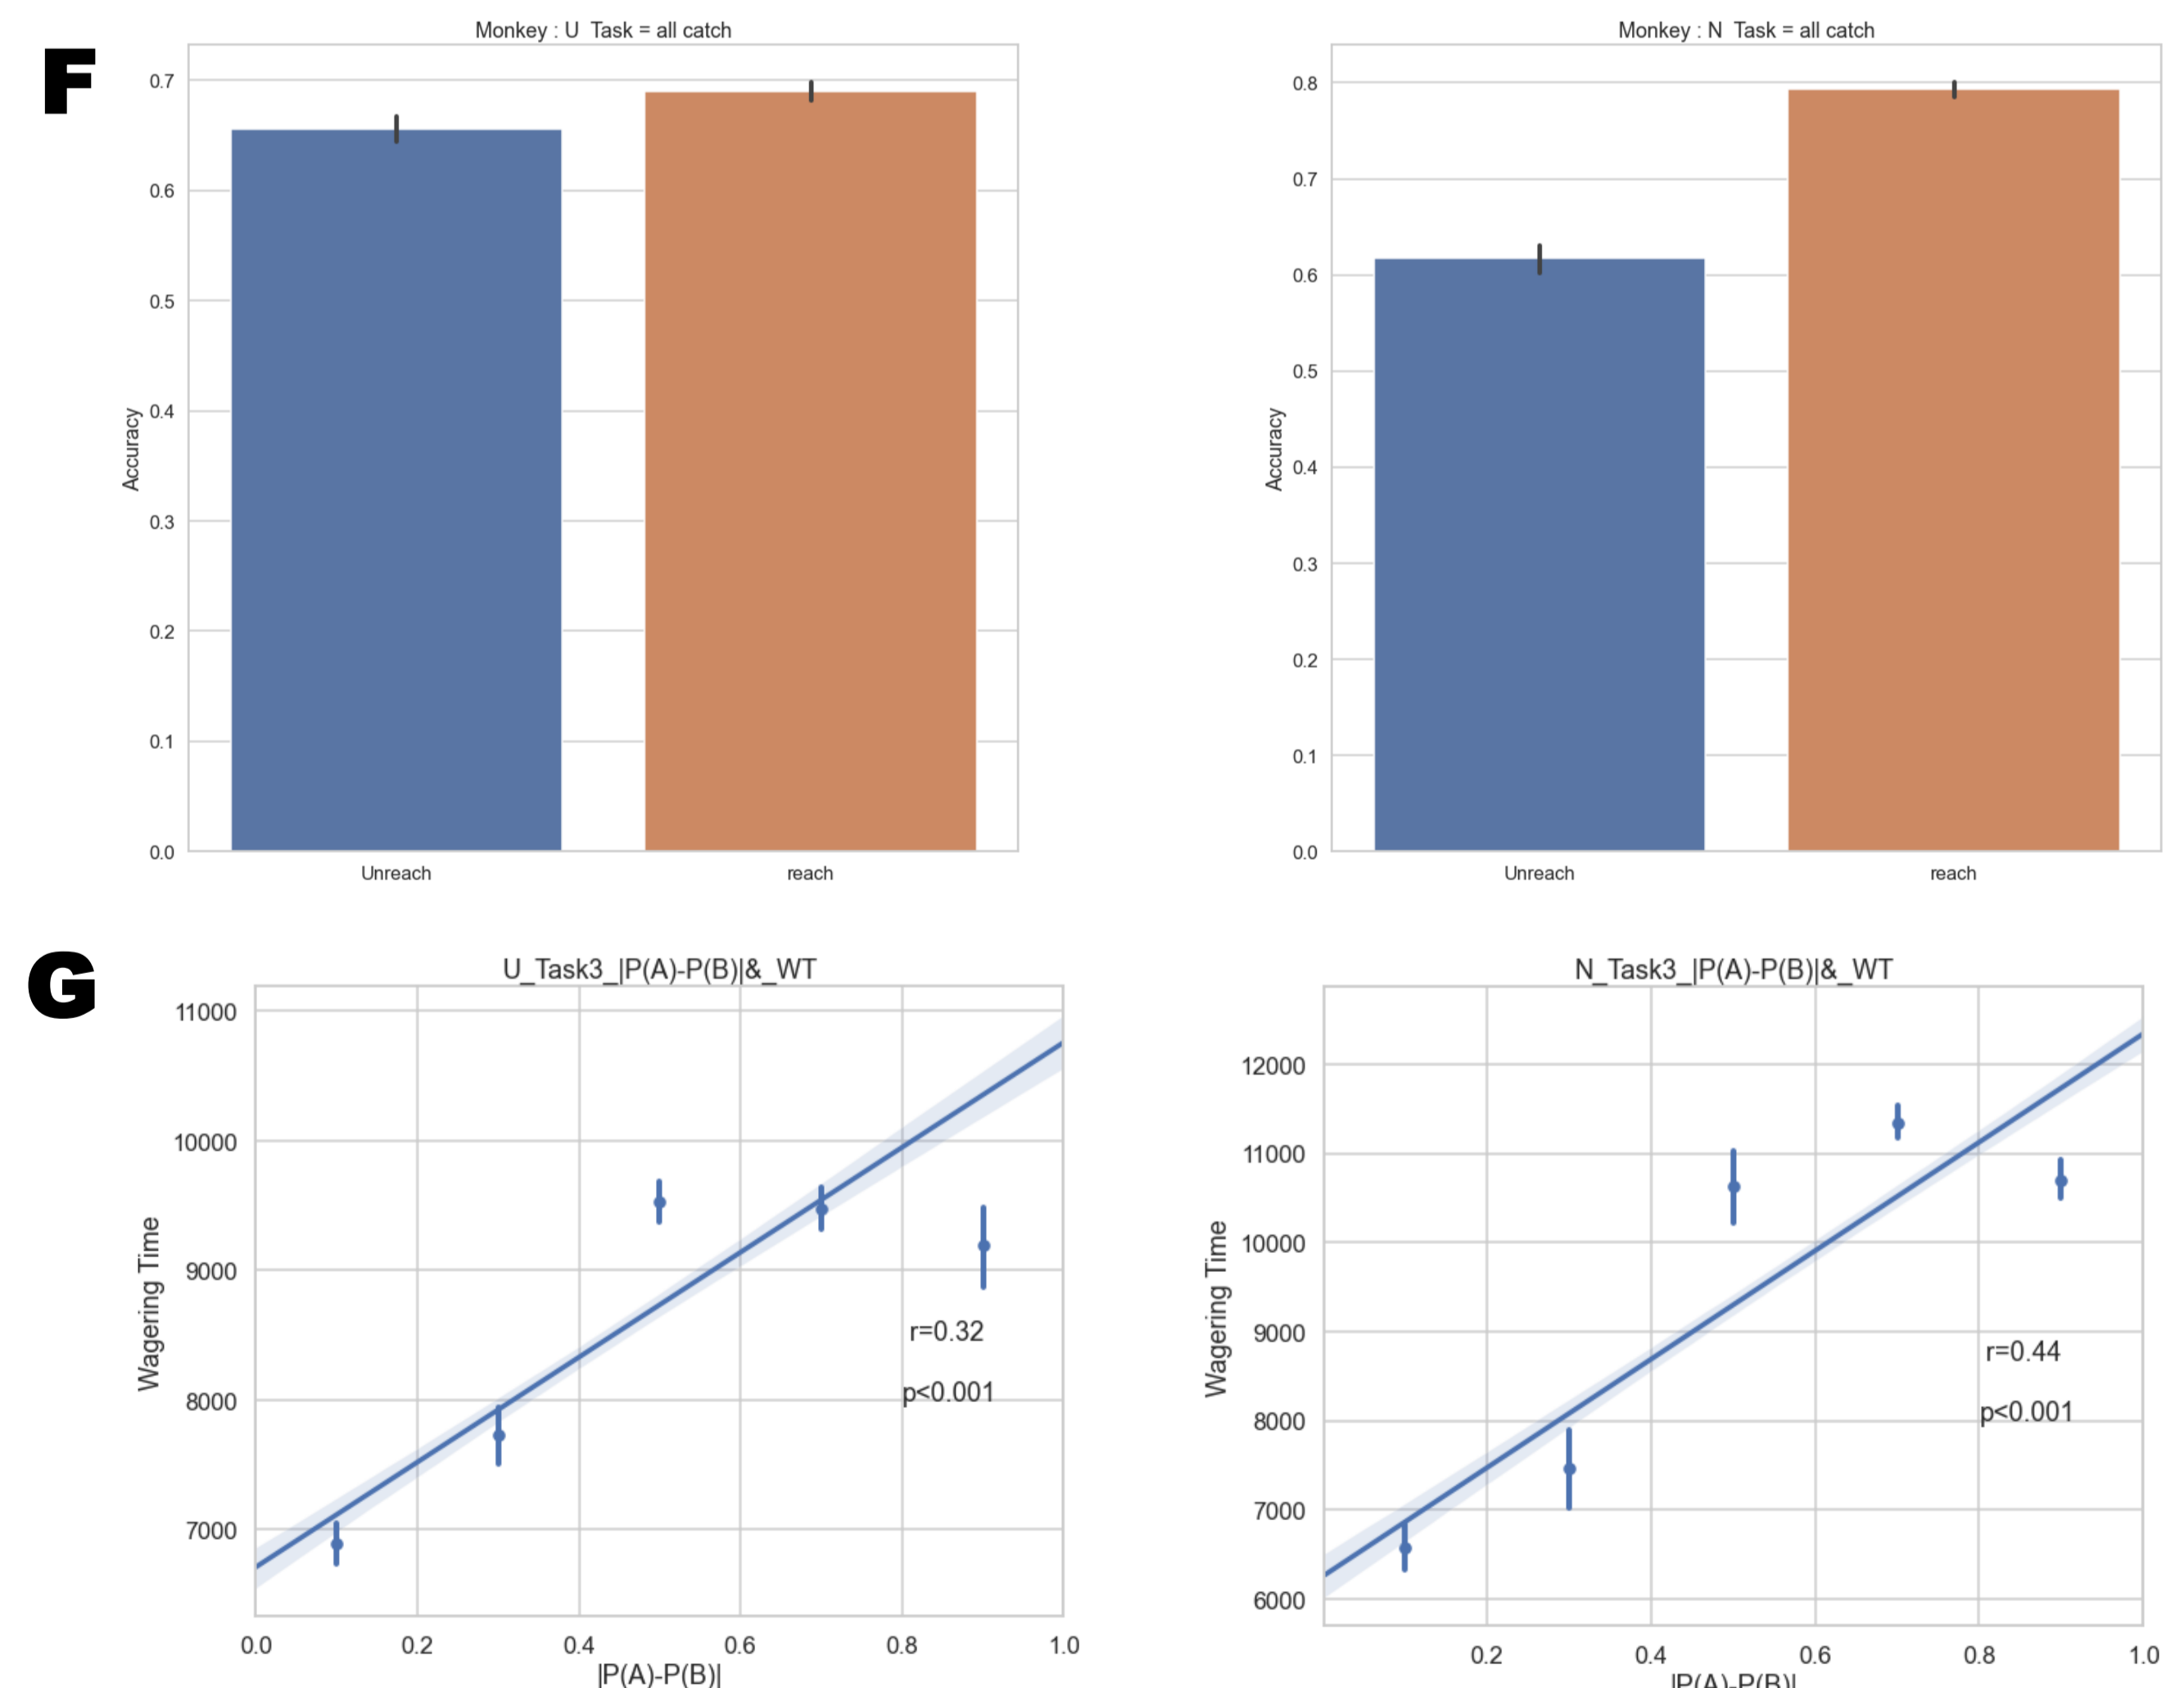 F
Monkey : U Task = all catch
Accuracy
0.7
0.6
0.5
0.4
0.3
0.2
0.1
0.0
Unreach reach
Monkey : N Task = all catch
Accuracy
0.8
0.7
0.6
0.5
0.4
0.3
0.2
0.1
0.0
Unreach reach
G
U_Task3_|P(A)-P(B)|&_WT
Wagering Time
11000
10000
9000
8000
7000
r=0.32
p<0.001
0.0 0.2 0.4 0.6 0.8 1.0
|P(A)-P(B)|
N_Task3_|P(A)-P(B)|&_WT
Wagering Time
12000
11000
10000
9000
8000
7000
6000
r=0.44
p<0.001
0.2 0.4 0.6 0.8 1.0
|P(A)-P(B)|